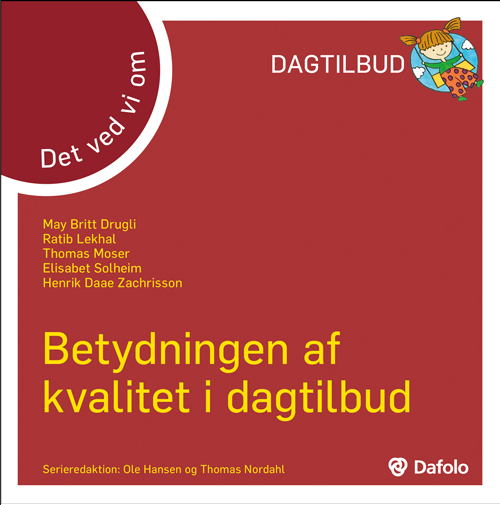 Det ved vi om
DAGTILBUD
May Britt Drugli
Ratib Lekhal
Thomas Moser
Elisabet Solheim
Henrik Daae Zachrisson
Betydningen af
kvalitet i dagtilbud
Serieredaktion: Ole Hansen og Thomas Nordahl
Dafolo